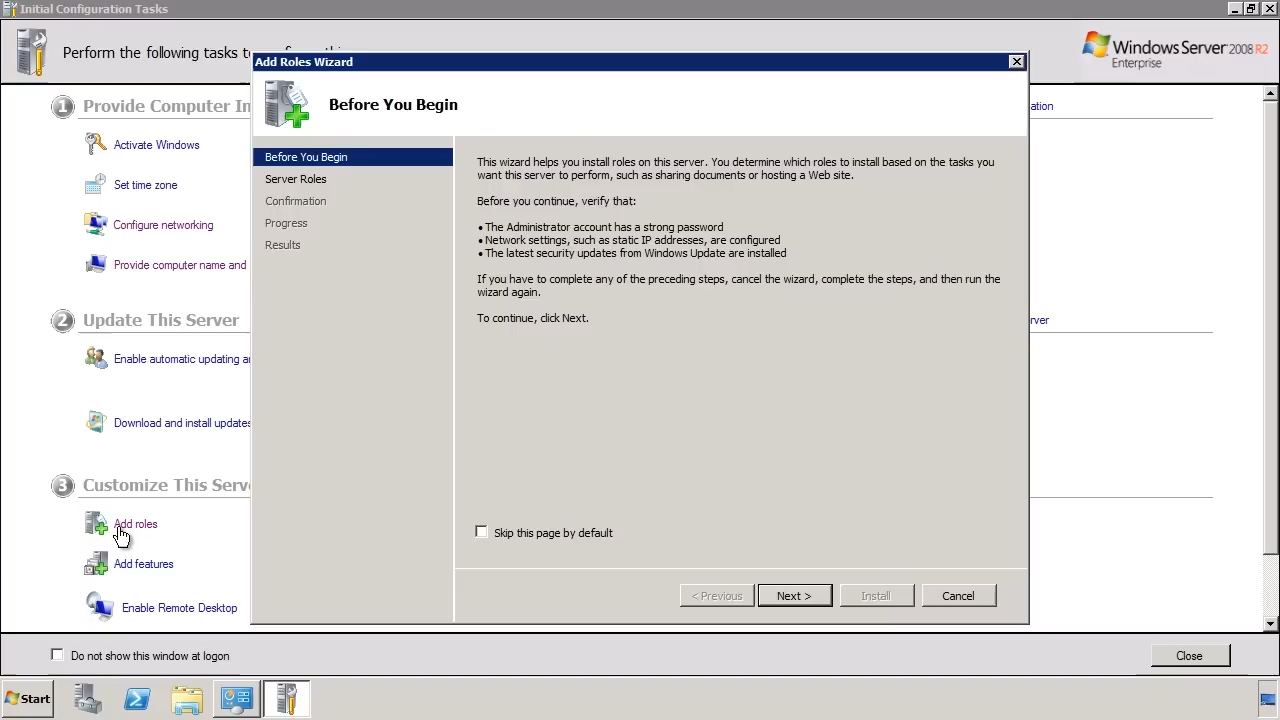 Initial Configuration Tasks
Perform the following tasks to
Windows Server 2008 R2
Enterprise
Add Roles Wizard
Before You Begin
1 Provide Computer In
ation
Activate Windows
Set time zone
Configure networking
Provide computer name and
2 Update This Server
rver
Enable automatic updating a
Download and install updates
3 Customize This Serv
Add roles
Add features
Enable Remote Desktop
Before You Begin
Server Roles
Confirmation
Progress
Results
This wizard helps you install roles on this server. You determine which roles to install based on the tasks you
want this server to perform, such as sharing documents or hosting a Web site.
Before you continue, verify that:
• The Administrator account has a strong password
• Network settings, such as static IP addresses, are configured
• The latest security updates from Windows Update are installed
If you have to complete any of the preceding steps, cancel the wizard, complete the steps, and then run the
wizard again.
To continue, click Next.
Skip this page by default
< Previous
Next >
Install
Cancel
Do not show this window at logon
Close
Start